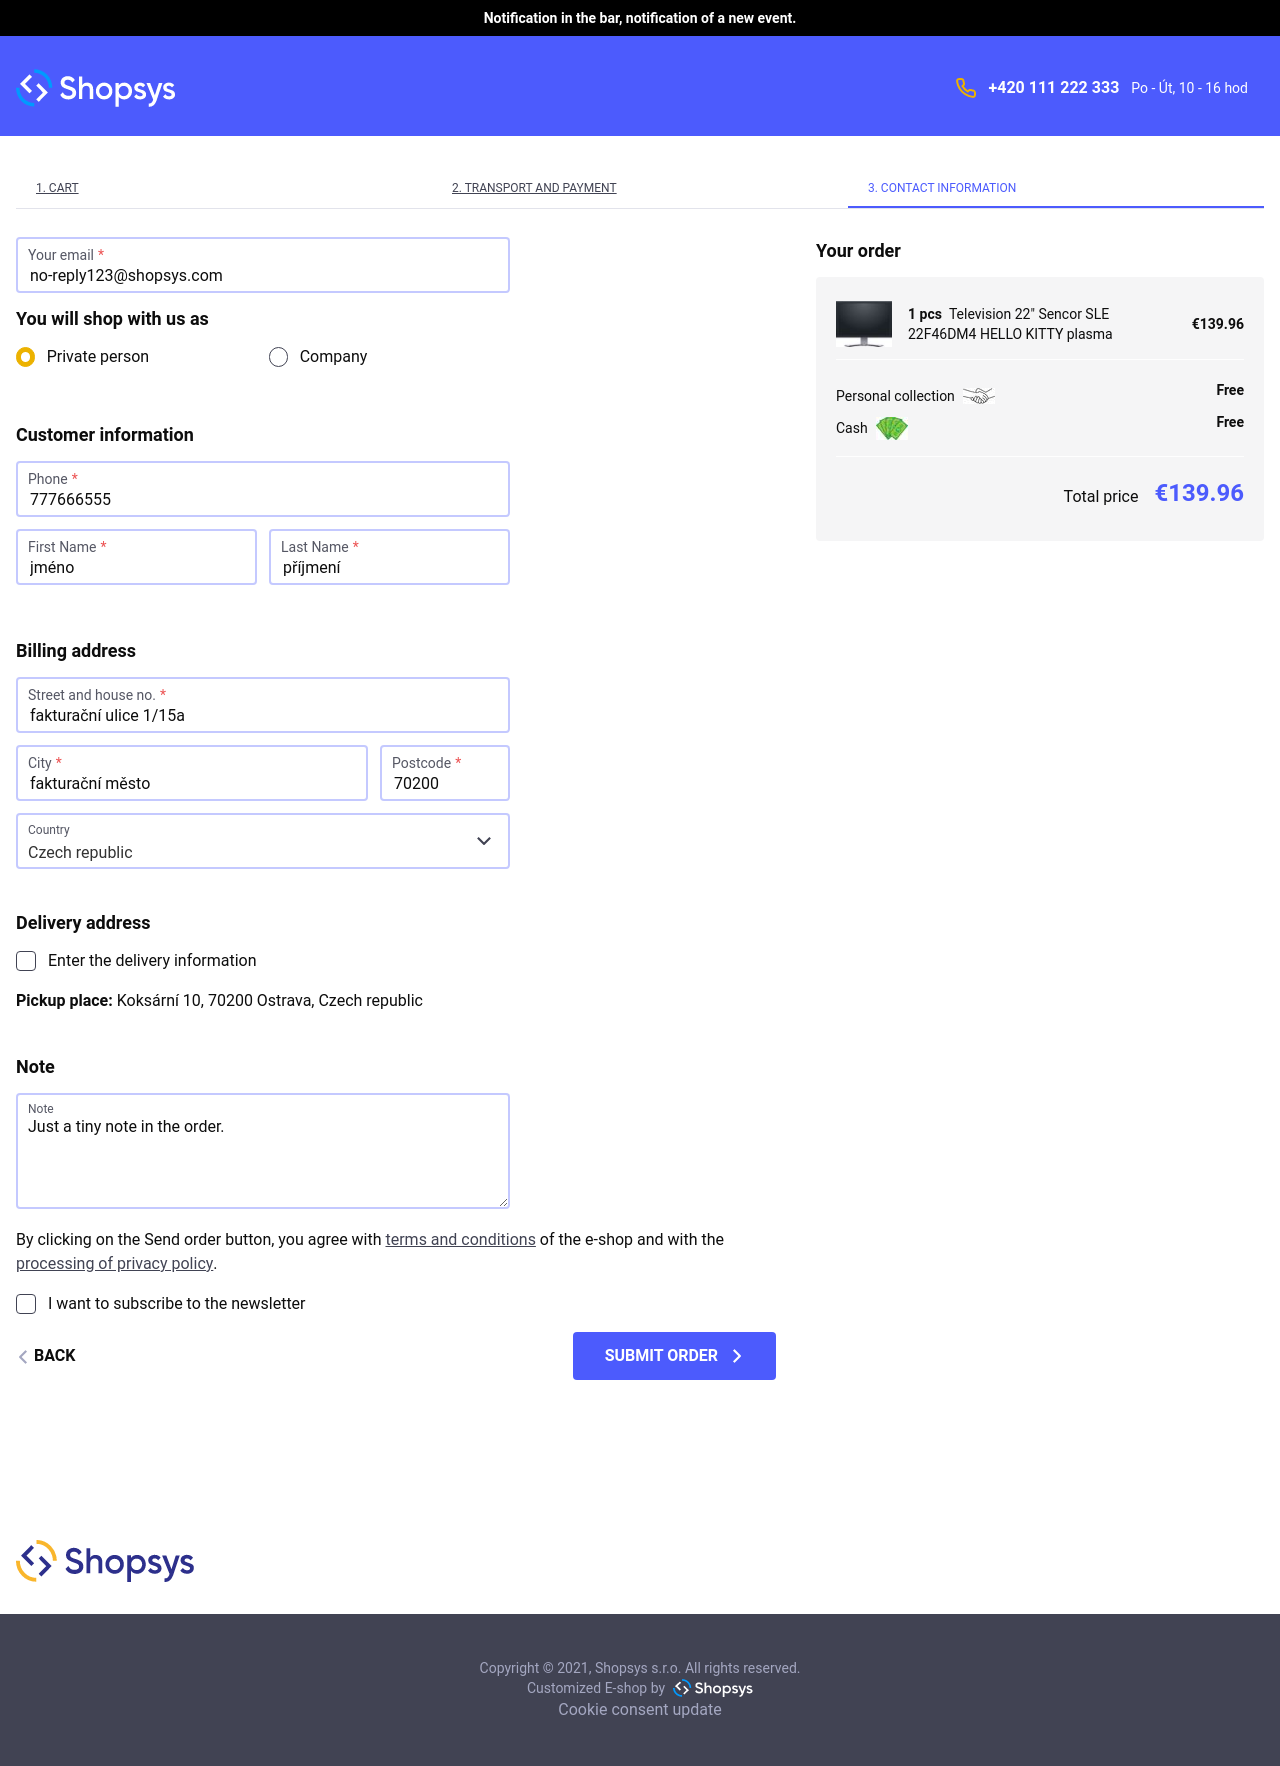 Notification in the bar, notification of a new event.
Shopsys
+420 111 222 333 Po - Út, 10 - 16 hod
1. CART
2. TRANSPORT AND PAYMENT
3. CONTACT INFORMATION
Your email *
no-reply123@shopsys.com
You will shop with us as
Private person
Company
Customer information
Phone *
777666555
First Name *
jméno
Last Name *
příjmení
Billing address
Street and house no. *
fakturační ulice 1/15a
City *
fakturační město
Postcode *
70200
Country
Czech republic
Delivery address
Enter the delivery information
Pickup place: Koksární 10, 70200 Ostrava, Czech republic
Note
Note
Just a tiny note in the order.
By clicking on the Send order button, you agree with terms and conditions of the e-shop and with the
processing of privacy policy.
I want to subscribe to the newsletter
BACK
SUBMIT ORDER
Your order
1 pcs Television 22" Sencor SLE
22F46DM4 HELLO KITTY plasma
€139.96
Personal collection
Free
Cash
Free
Total price €139.96
Shopsys
Copyright © 2021, Shopsys s.r.o. All rights reserved.
Customized E-shop by Shopsys
Cookie consent update